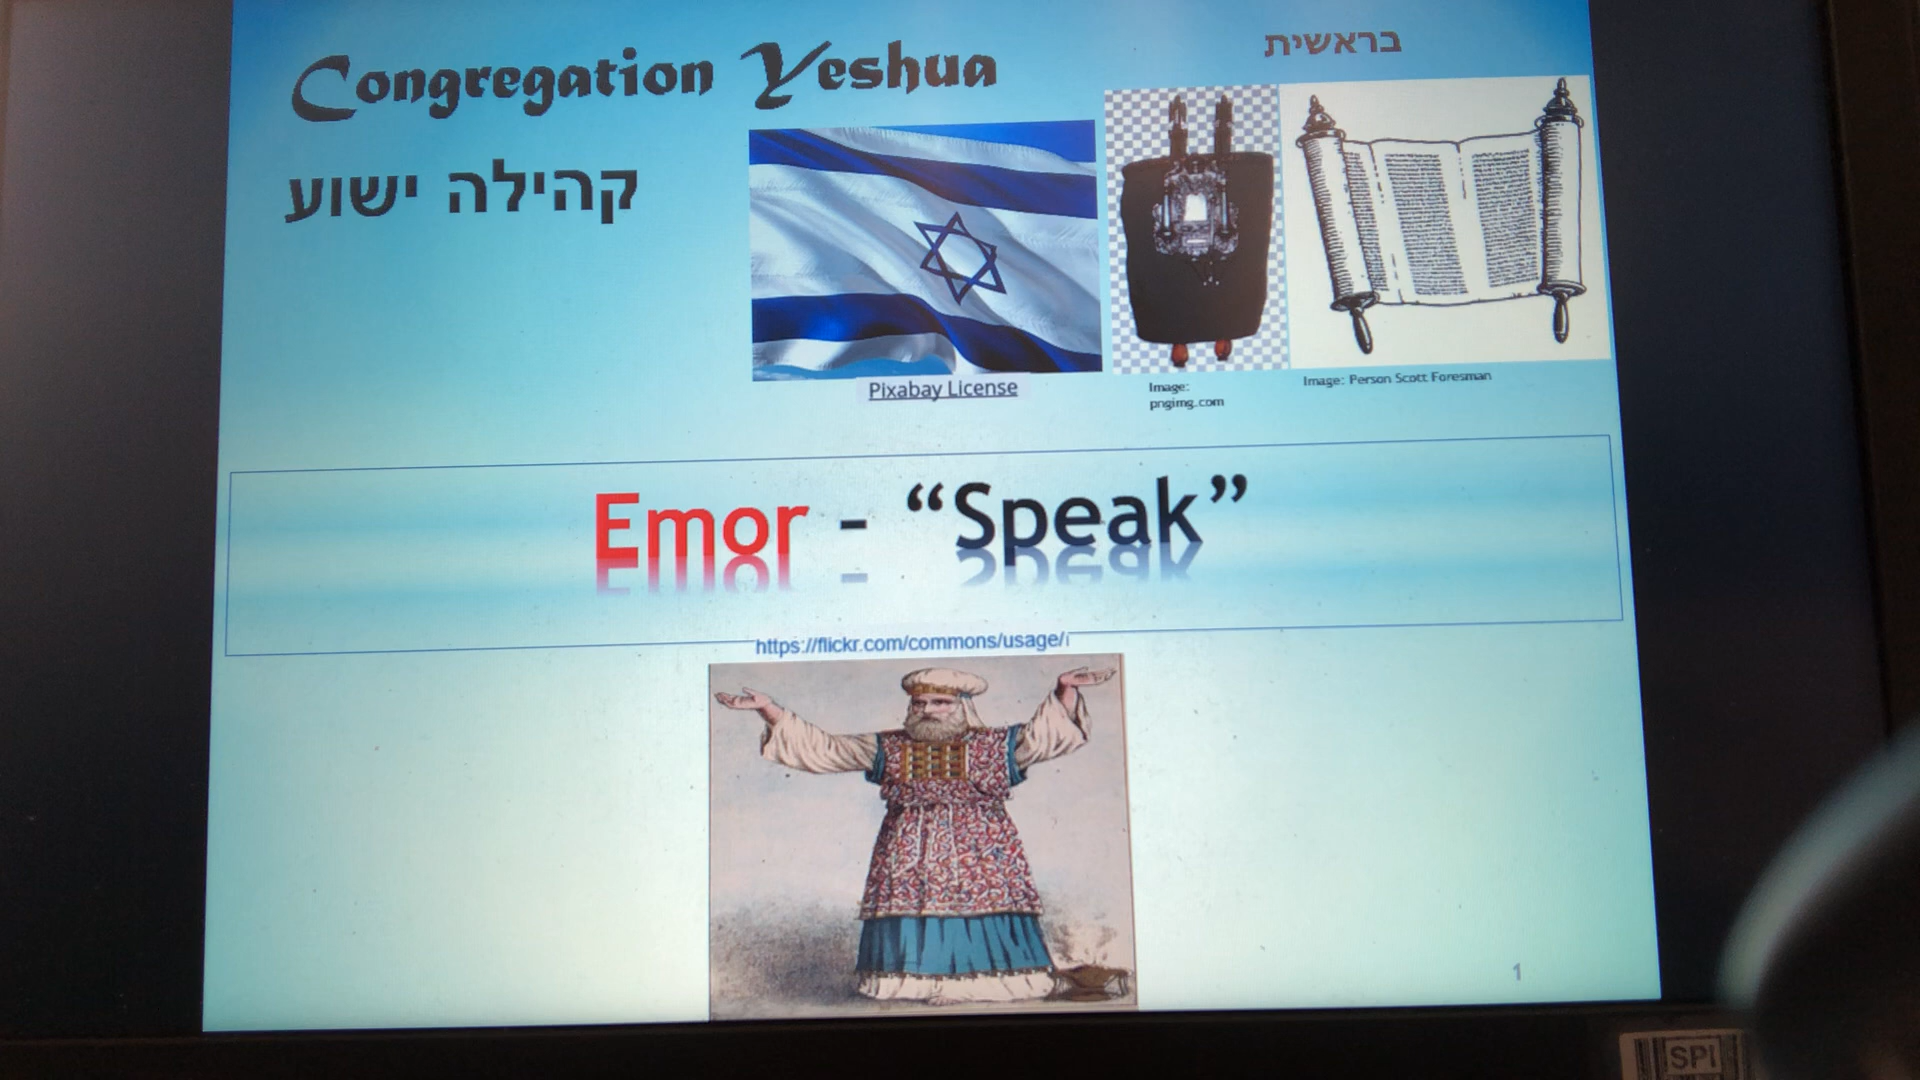 Congregation Yeshua
קהילה ישוע
בראשית
Pixabay License
Image:
pngimg.com
Image: Person Scott Foresman
Emor - “Speak”
https://flickr.com/commons/usage/
1
SPI